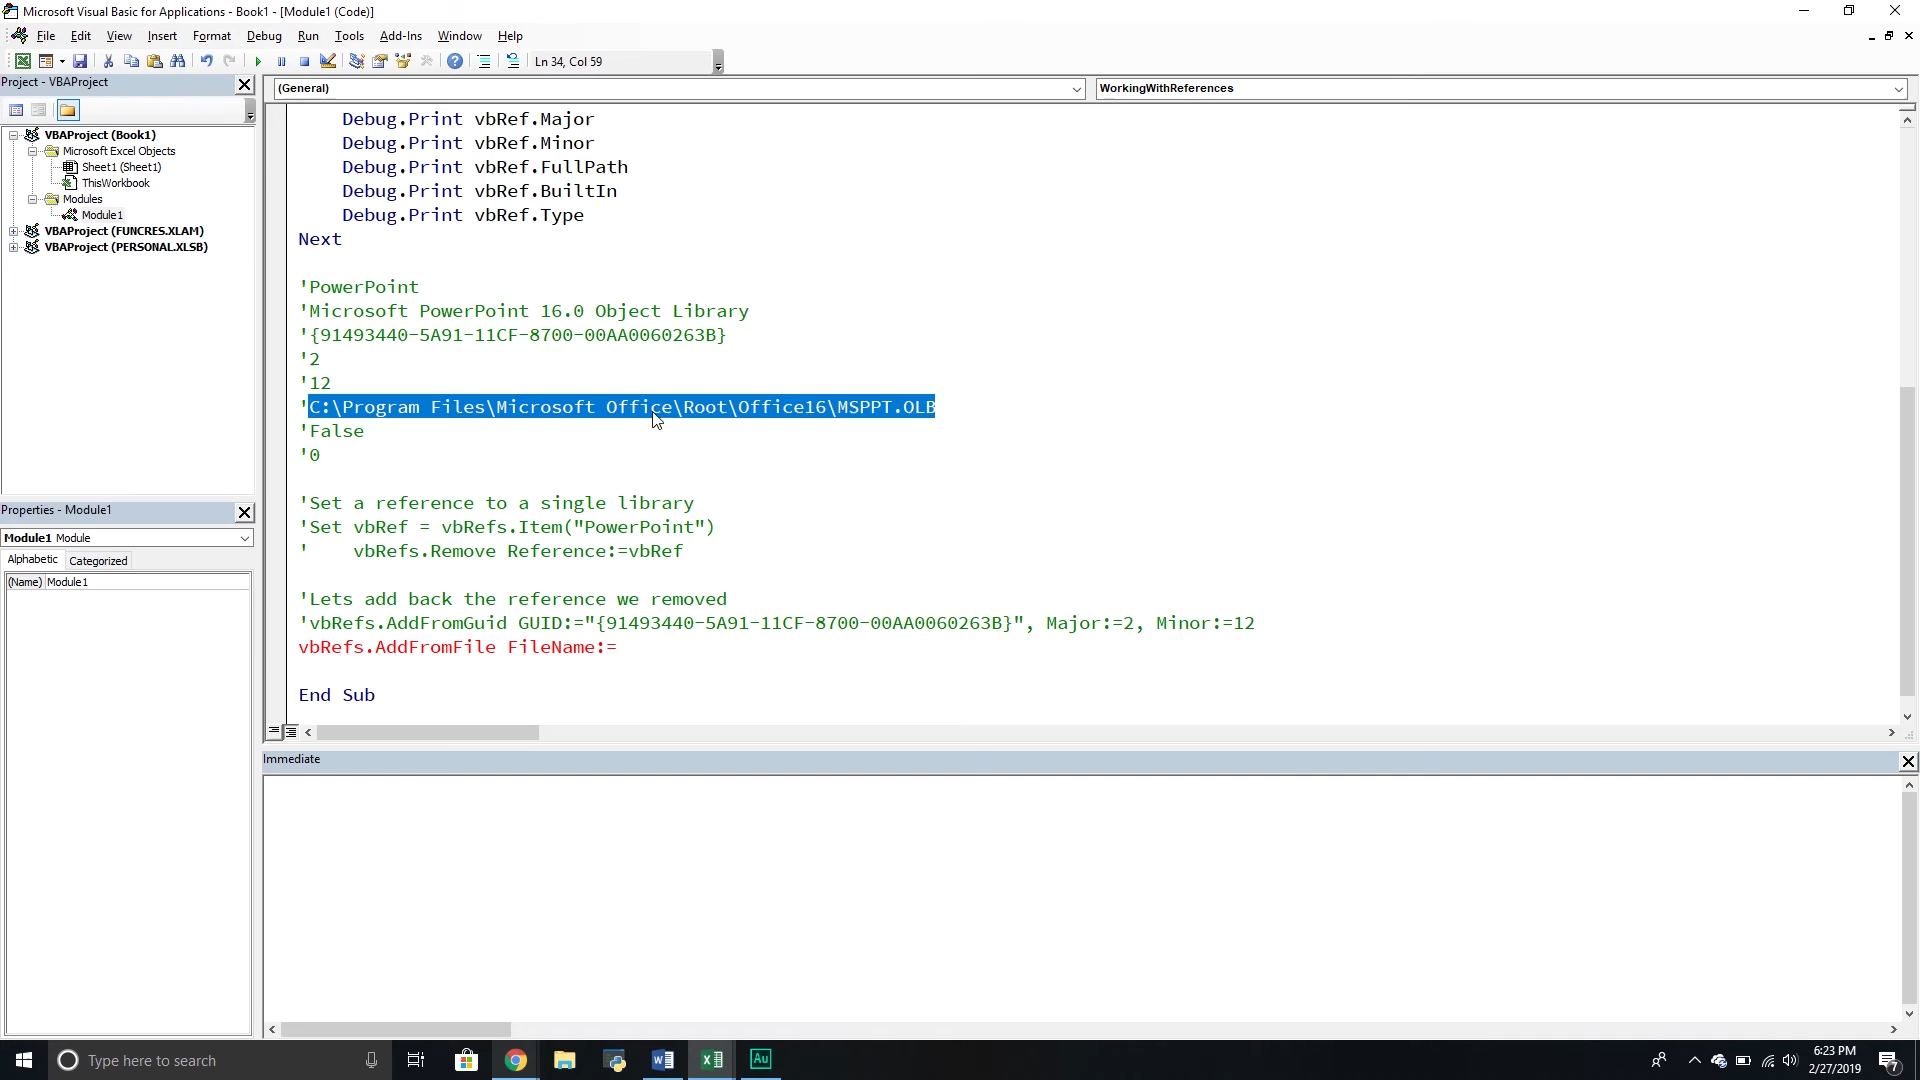 Microsoft Visual Basic for Applications - Book1 - [Module1 (Code)]
File Edit View Insert Format Debug Run Tools Add-Ins Window Help
Ln 34, Col 59
Project - VBAProject
(General)
WorkingWithReferences
VBAProject (Book1)
Microsoft Excel Objects
Sheet1 (Sheet1)
ThisWorkbook
Modules
Module1
VBAProject (FUNCRES.XLAM)
VBAProject (PERSONAL.XLSB)
Properties - Module1
Module1 Module
Alphabetic Categorized
(Name) Module1
Debug.Print vbRef.Major
Debug.Print vbRef.Minor
Debug.Print vbRef.FullPath
Debug.Print vbRef.BuiltIn
Debug.Print vbRef.Type
Next
'PowerPoint
'Microsoft PowerPoint 16.0 Object Library
'{91493440-5A91-11CF-8700-00AA0060263B}
'2
'12
'C:\Program Files\Microsoft Office\Root\Office16\MSPPT.OLB
'False
'0
'Set a reference to a single library
'Set vbRef = vbRefs.Item("PowerPoint")
'    vbRefs.Remove Reference:=vbRef
'Lets add back the reference we removed
'vbRefs.AddFromGuid GUID:="{91493440-5A91-11CF-8700-00AA0060263B}", Major:=2, Minor:=12
vbRefs.AddFromFile FileName:=
End Sub
Immediate
Type here to search
Au
6:23 PM
2/27/2019
7